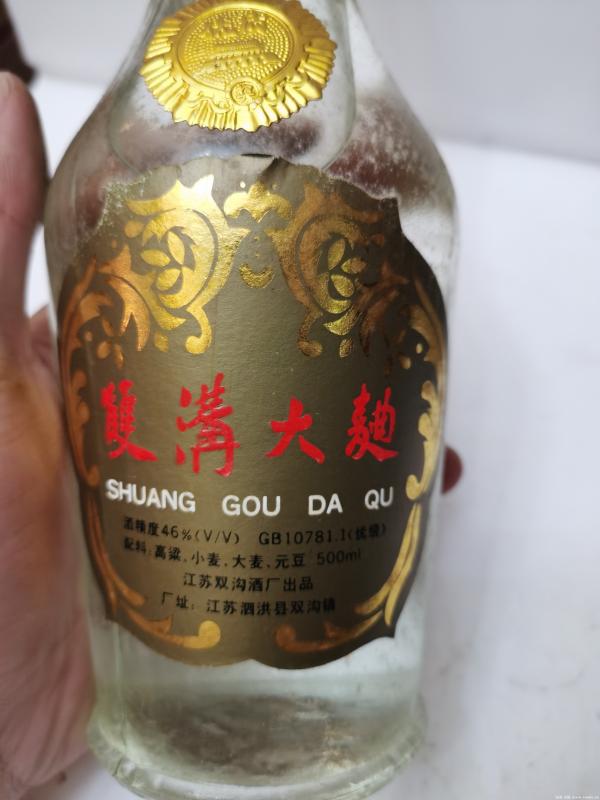 雙溝大麯
SHUANG GOU DA QU
酒精度46%(V/V) GB10781.1(优级)
配料:高粱、小麦、大麦、元豆 500ml
江苏双沟酒厂出品
厂址: 江苏泗洪县双沟镇